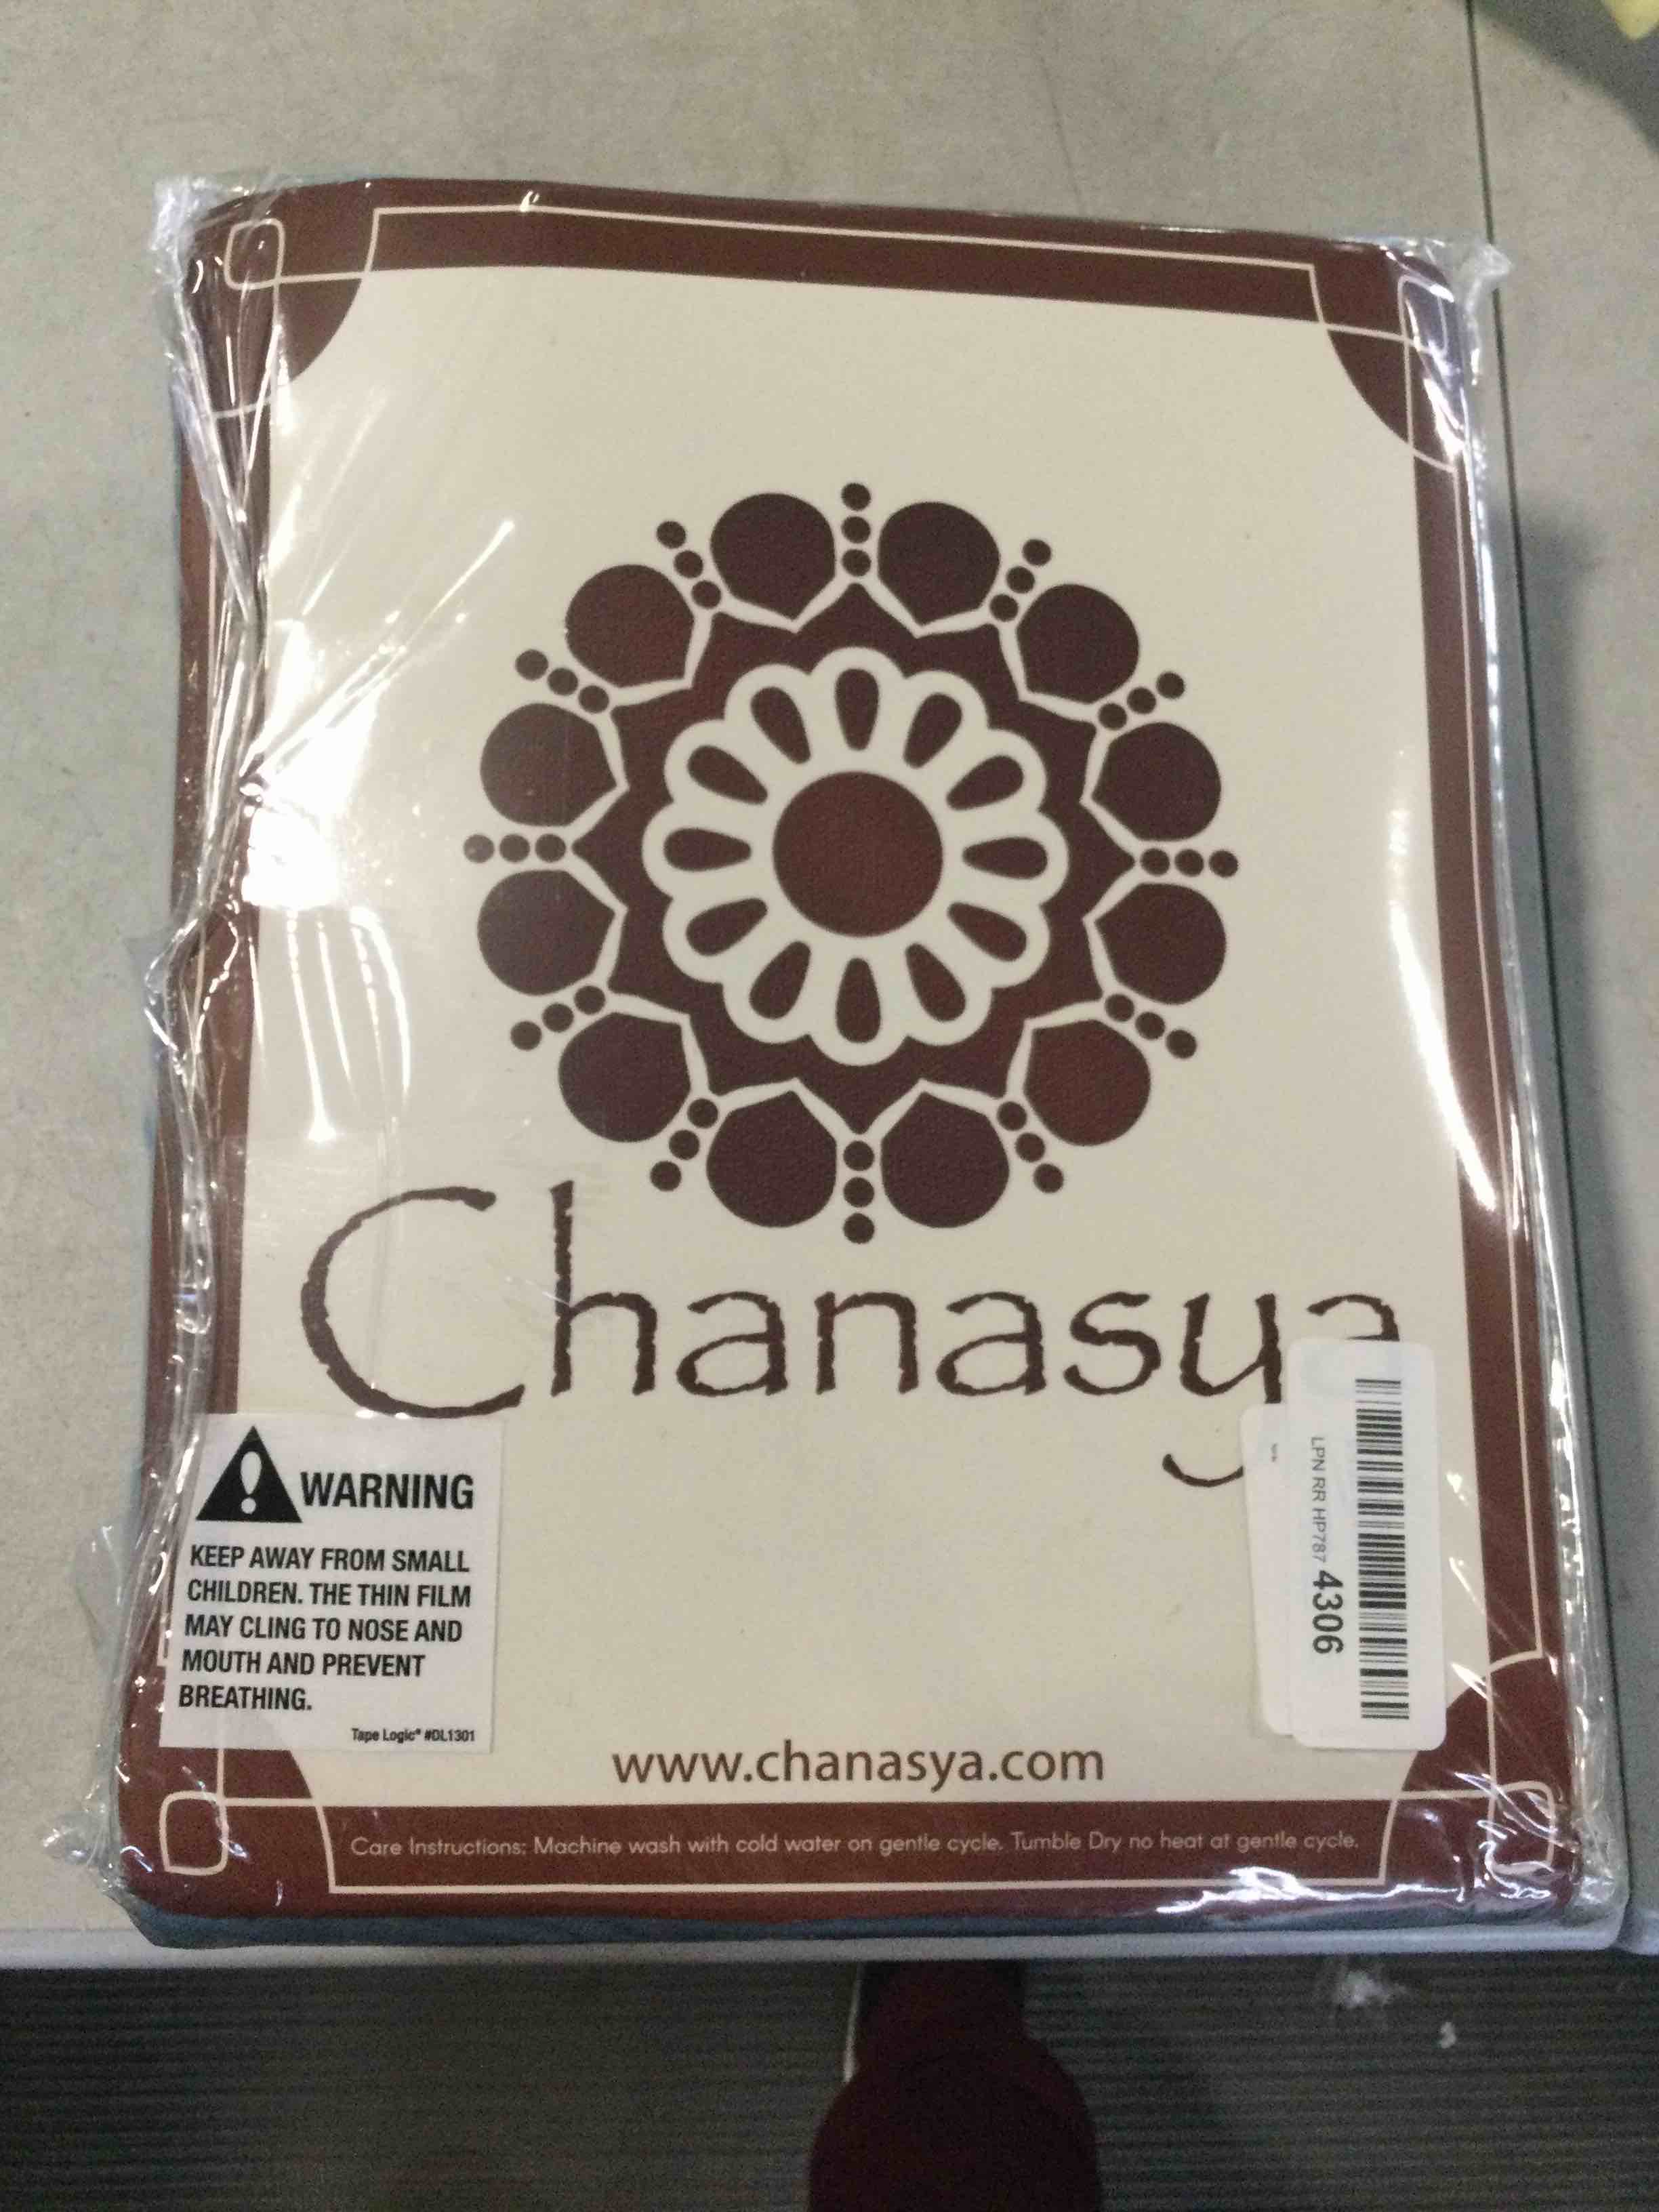 Chanasya
WARNING
KEEP AWAY FROM SMALL
CHILDREN. THE THIN FILM
MAY CLING TO NOSE AND
MOUTH AND PREVENT
BREATHING.
Tape Logic® #DL1301
LPN RR HP787 4306
www.chanasya.com
Care Instructions: Machine wash with cold water on gentle cycle. Tumble Dry no heat at gentle cycle.